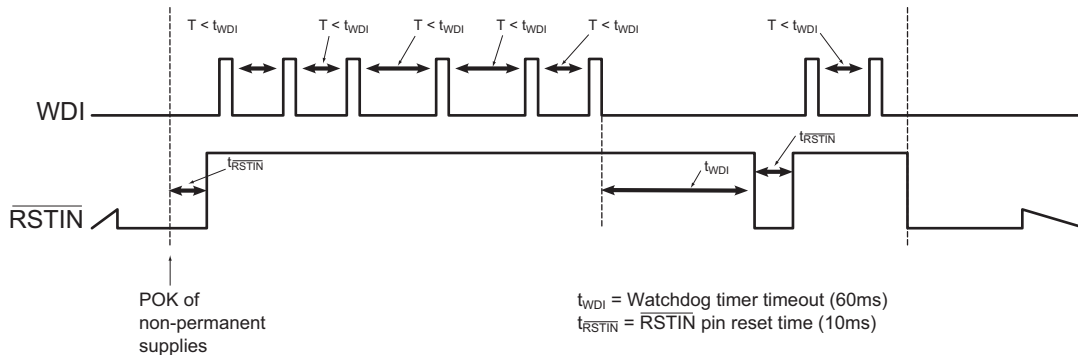 T < tWDI T < tWDI T < tWDI T < tWDI T < tWDI T < tWDI
WDI
tRSTIN
tRSTIN
tWDI
RSTIN
POK of
non-permanent
supplies
tWDI = Watchdog timer timeout (60ms)
tRSTIN = RSTIN pin reset time (10ms)